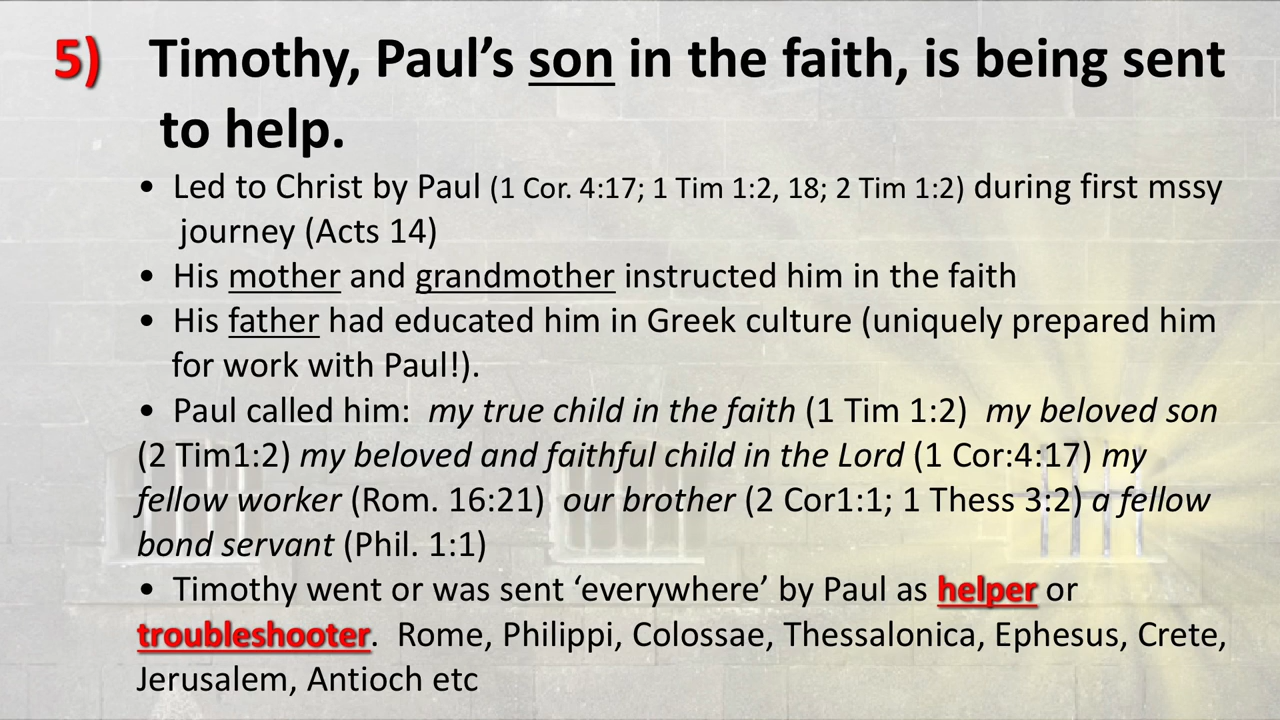 5) Timothy, Paul’s son in the faith, is being sent
to help.
• Led to Christ by Paul (1 Cor. 4:17; 1 Tim 1:2, 18; 2 Tim 1:2) during first mssy
journey (Acts 14)
• His mother and grandmother instructed him in the faith
• His father had educated him in Greek culture (uniquely prepared him
for work with Paul!).
• Paul called him: my true child in the faith (1 Tim 1:2) my beloved son
(2 Tim1:2) my beloved and faithful child in the Lord (1 Cor:4:17) my
fellow worker (Rom. 16:21) our brother (2 Cor1:1; 1 Thess 3:2) a fellow
bond servant (Phil. 1:1)
• Timothy went or was sent ‘everywhere’ by Paul as helper or
troubleshooter. Rome, Philippi, Colossae, Thessalonica, Ephesus, Crete,
Jerusalem, Antioch etc